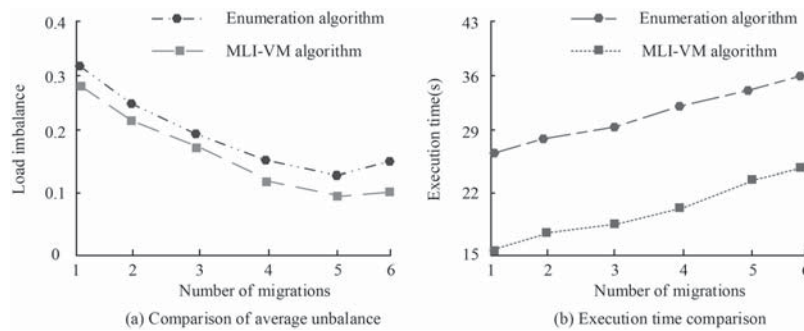 0.4
Enumeration algorithm
MLI-VM algorithm
0.3
0.2
0.1
0
Load imbalance
1 2 3 4 5 6
Number of migrations
(a) Comparison of average unbalance
43
Enumeration algorithm
MLI-VM algorithm
36
29
22
15
Execution time(s)
1 2 3 4 5 6
Number of migrations
(b) Execution time comparison